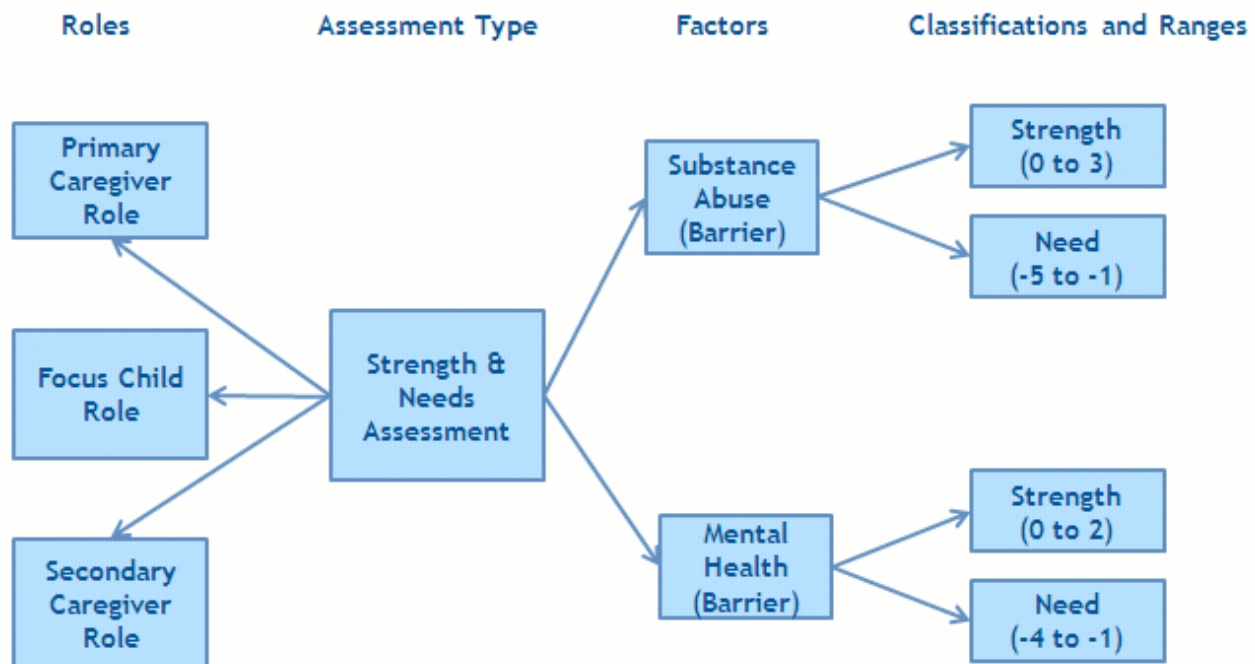 Roles
Assessment Type
Factors
Classifications and Ranges
Primary
Caregiver
Role
Focus Child
Role
Secondary
Caregiver
Role
Strength &
Needs
Assessment
Substance
Abuse
(Barrier)
Mental
Health
(Barrier)
Strength
(0 to 3)
Need
(-5 to -1)
Strength
(0 to 2)
Need
(-4 to -1)